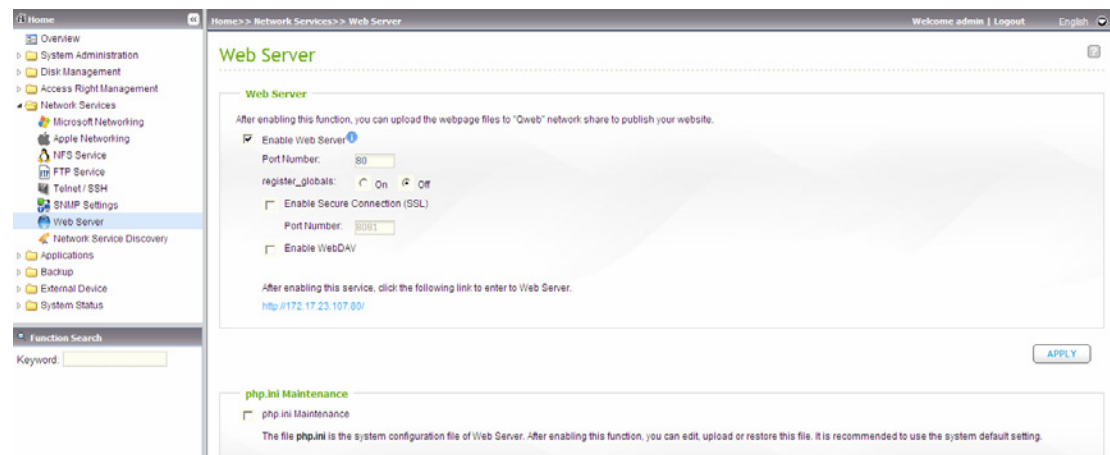 Home
Home>> Network Services>> Web Server
Welcome admin | Logout
English
Overview
System Administration
Disk Management
Access Right Management
Network Services
Microsoft Networking
Apple Networking
NFS Service
FTP Service
Telnet / SSH
SNMP Settings
Web Server
Network Service Discovery
Applications
Backup
External Device
System Status
Function Search
Keyword:
Web Server
Web Server
After enabling this function, you can upload the webpage files to "Qweb" network share to publish your website.
Enable Web Server
Port Number: 80
register_globals: On Off
Enable Secure Connection (SSL)
Port Number: 8081
Enable WebDAV
After enabling this service, click the following link to enter to Web Server.
http://172.17.23.107:80/
APPLY
php.ini Maintenance
php.ini Maintenance
The file php.ini is the system configuration file of Web Server. After enabling this function, you can edit, upload or restore this file. It is recommended to use the system default setting.